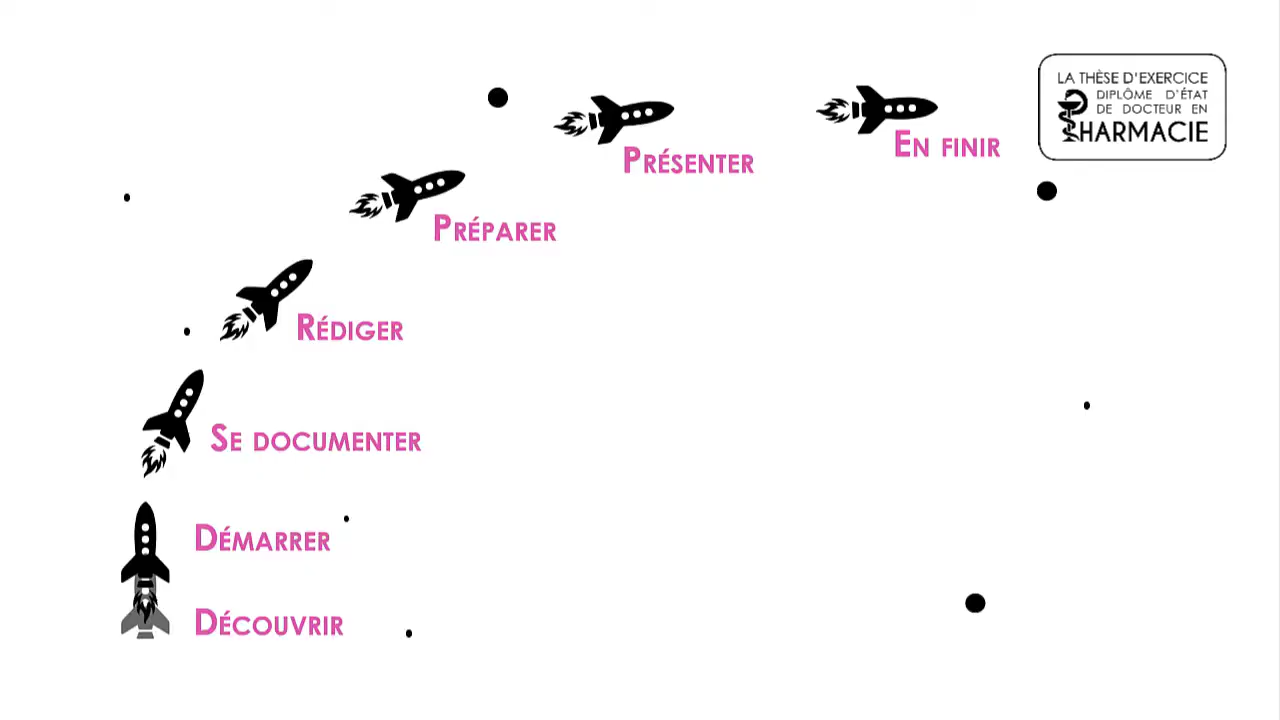 LA THÈSE D'EXERCICE
DIPLÔME D'ÉTAT
DE DOCTEUR EN
PHARMACIE
EN FINIR
PRÉSENTER
PRÉPARER
RÉDIGER
SE DOCUMENTER
DÉMARRER
DÉCOUVRIR